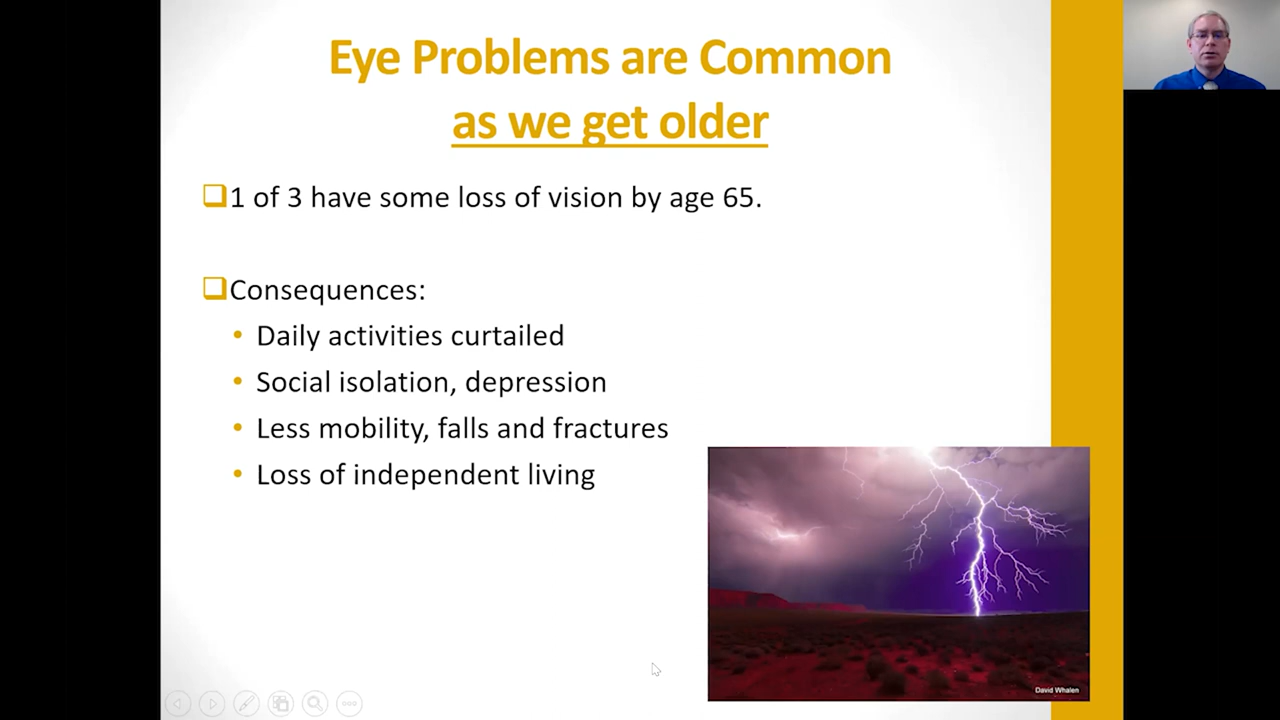 Eye Problems are Common
as we get older
1 of 3 have some loss of vision by age 65.
Consequences:
• Daily activities curtailed
• Social isolation, depression
• Less mobility, falls and fractures
• Loss of independent living
David Whalen